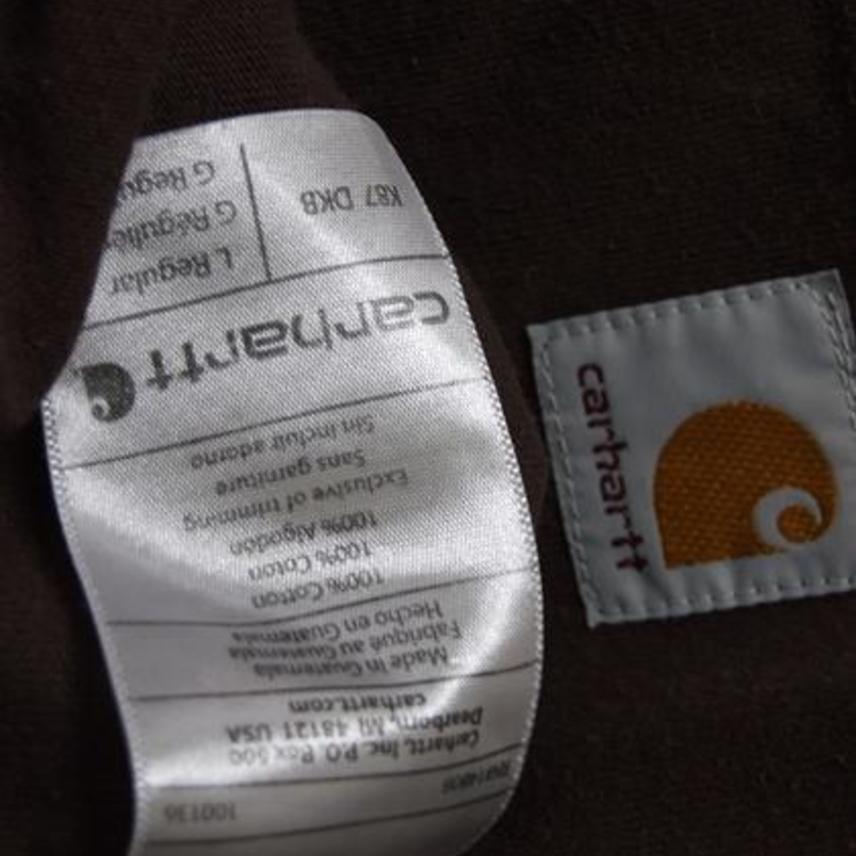 K87 DKB
L Regular
G Régulier
G Regu
carhartt
100% Cotton
100% Coton
100% Algodón
Exclusive of trimming
Sans garniture
Sin incluir adorno
Made in Guatemala
Fabriqué au Guatemala
Hecho en Guatemala
Carhartt, Inc. P.O. Box 500
Dearborn, MI 48121 USA
carhartt.com
100136
carhartt